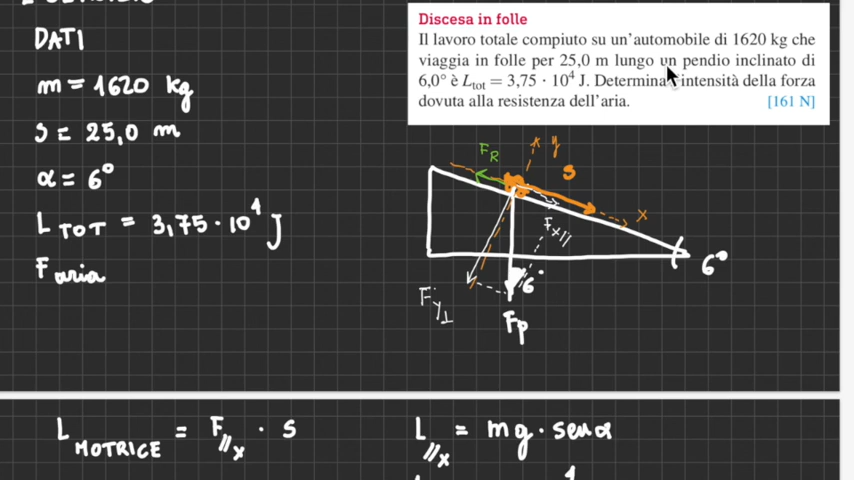 DATI
m = 1620 kg
s = 25,0 m
α = 6°
L TOT = 3,75 · 10⁴ J
F aria
Discesa in folle
Il lavoro totale compiuto su un'automobile di 1620 kg che
viaggia in folle per 25,0 m lungo un pendio inclinato di
6,0° è Ltot = 3,75 · 10⁴ J. Determina l'intensità della forza
dovuta alla resistenza dell'aria. [161 N]
FR
y
s
x
Fx//
6°
6°
Fy⊥
Fp
L MOTRICE = F//x · s
L//x = mg · senα